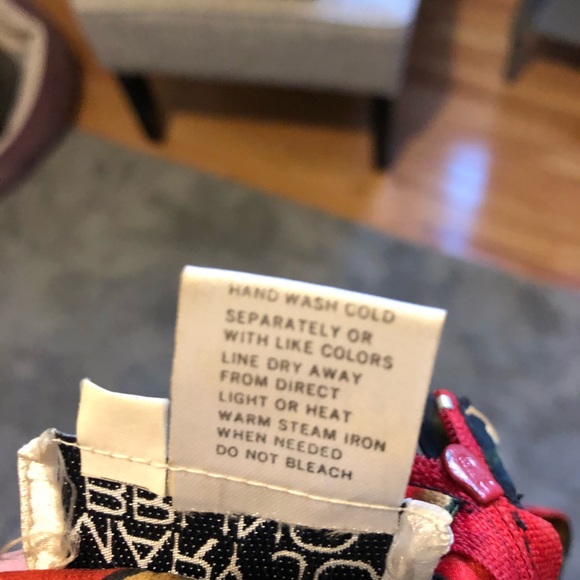 HAND WASH COLD
SEPARATELY OR
WITH LIKE COLORS
LINE DRY AWAY
FROM DIRECT
LIGHT OR HEAT
WARM STEAM IRON
WHEN NEEDED
DO NOT BLEACH